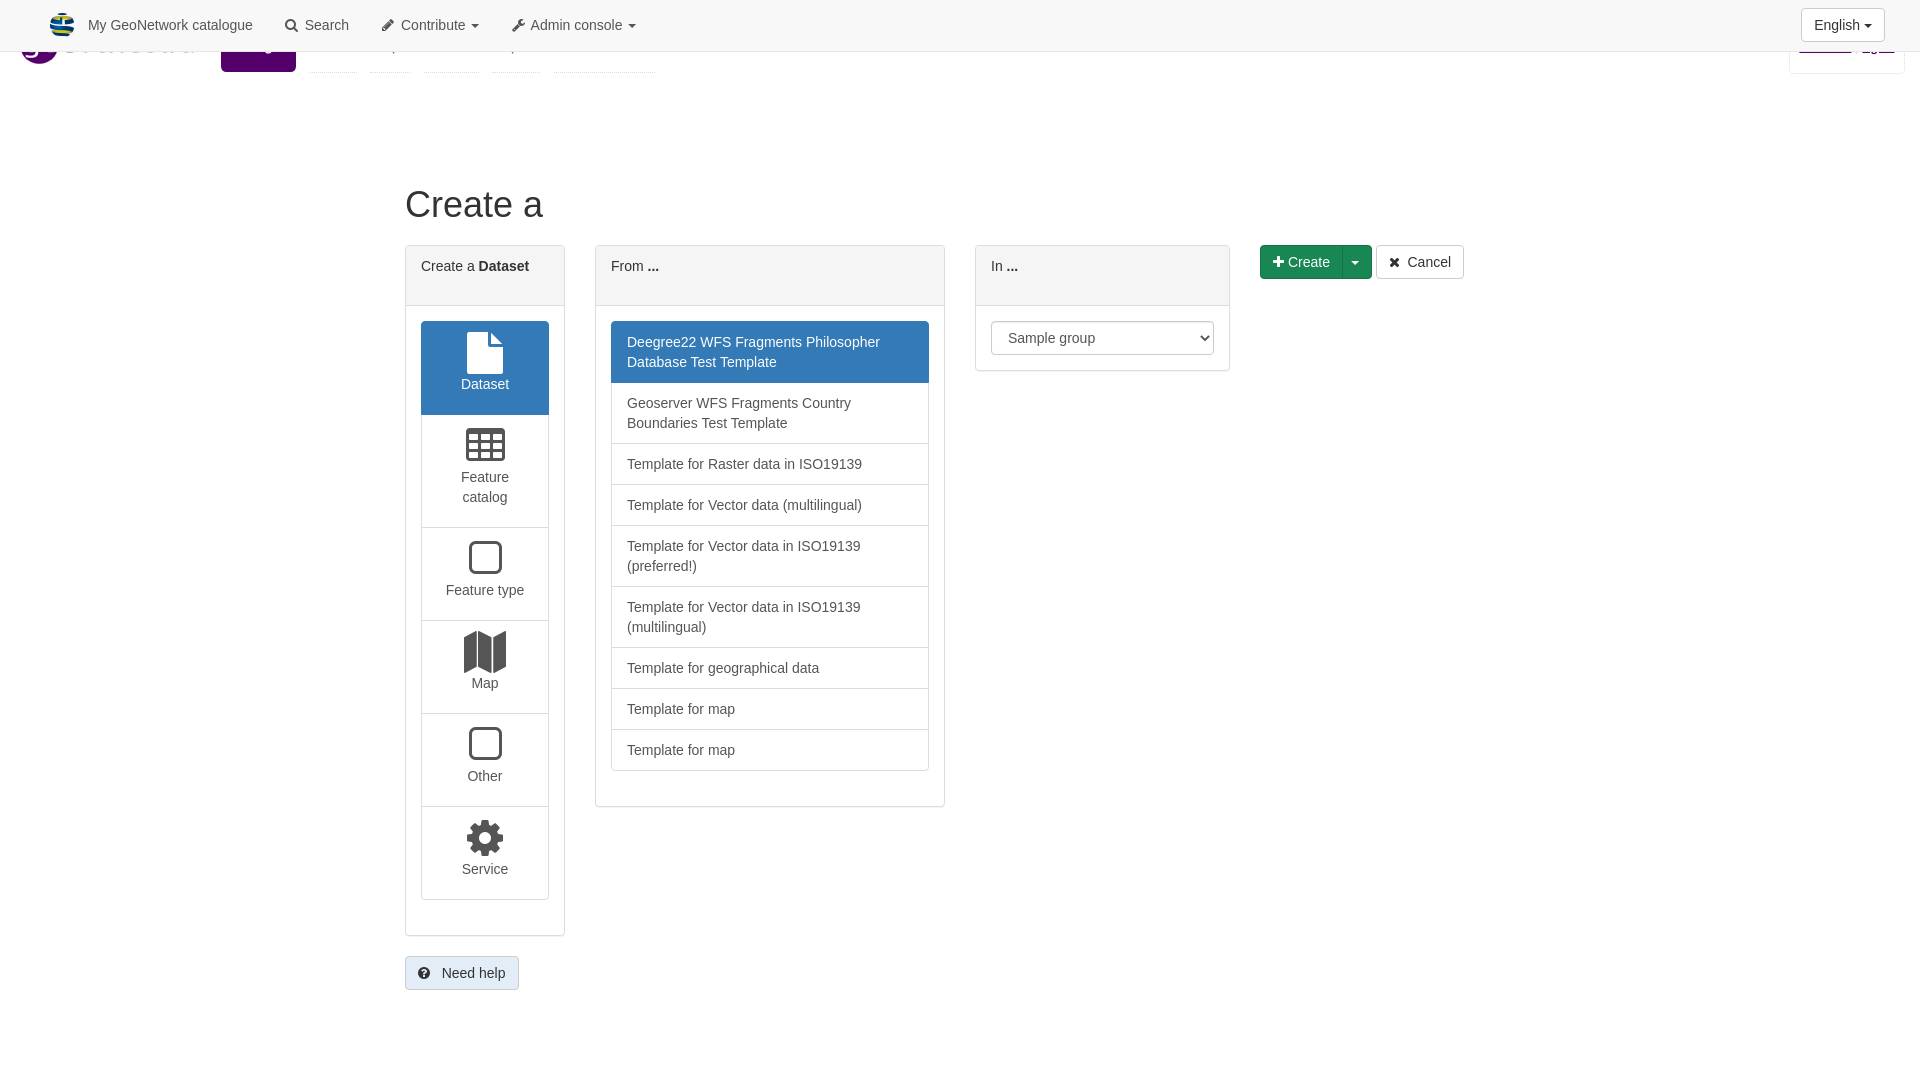 My GeoNetwork catalogue
Search
Contribute
Admin console
English
Create a
Create a Dataset
From ...
In ...
Create
Cancel
Dataset
Feature
catalog
Feature type
Map
Other
Service
Deegree22 WFS Fragments Philosopher
Database Test Template
Geoserver WFS Fragments Country
Boundaries Test Template
Template for Raster data in ISO19139
Template for Vector data (multilingual)
Template for Vector data in ISO19139
(preferred!)
Template for Vector data in ISO19139
(multilingual)
Template for geographical data
Template for map
Template for map
Sample group
Need help